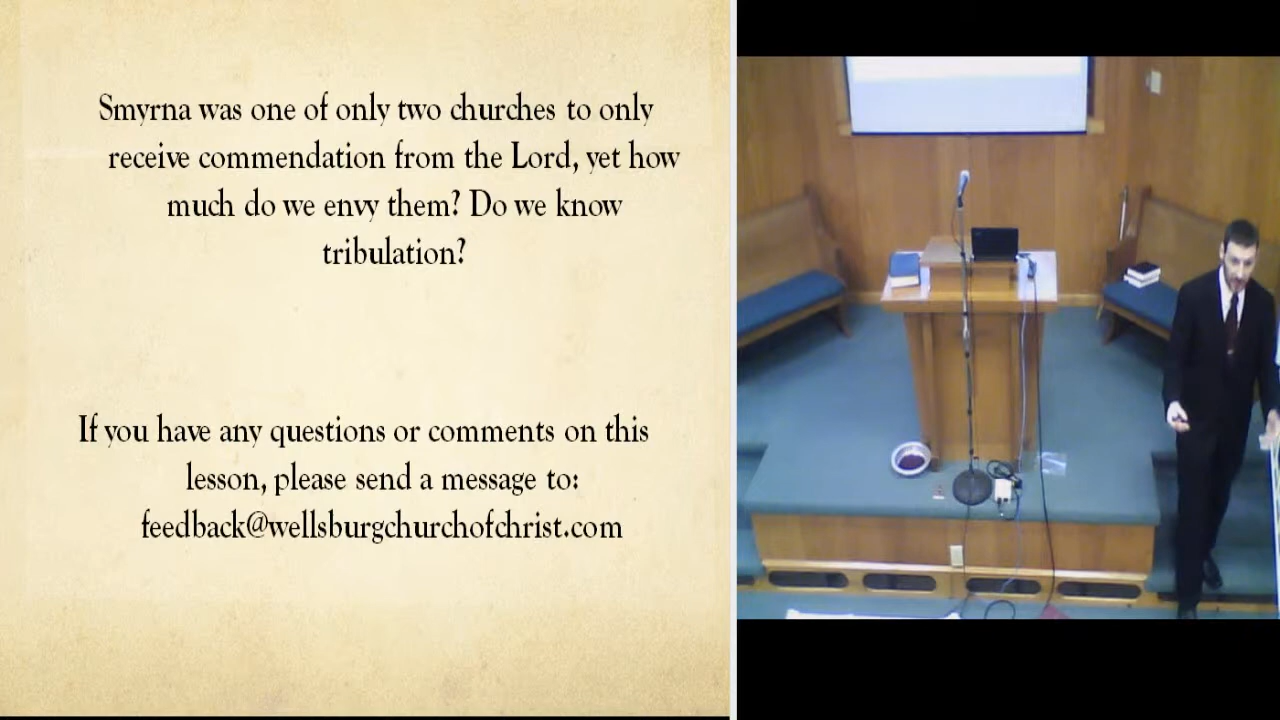 Smyrna was one of only two churches to only
receive commendation from the Lord, yet how
much do we envy them? Do we know
tribulation?
If you have any questions or comments on this
lesson, please send a message to:
feedback@wellsburgchurchofchrist.com